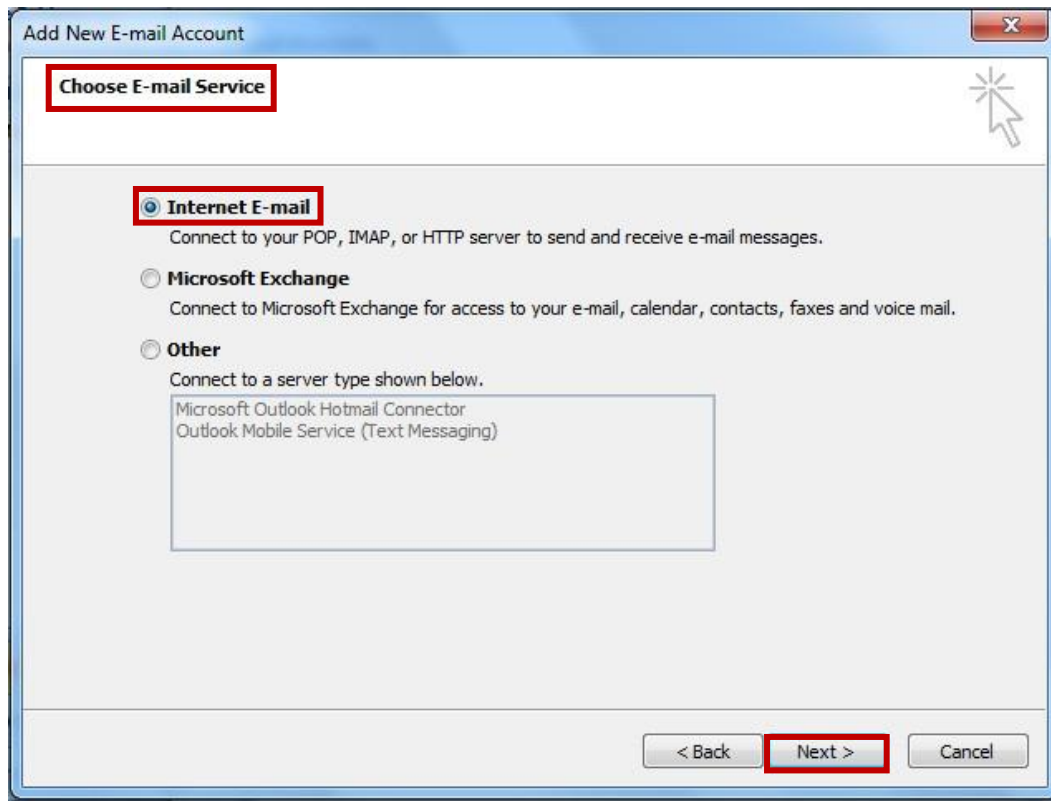 Add New E-mail Account
Choose E-mail Service
Internet E-mail
Connect to your POP, IMAP, or HTTP server to send and receive e-mail messages.
Microsoft Exchange
Connect to Microsoft Exchange for access to your e-mail, calendar, contacts, faxes and voice mail.
Other
Connect to a server type shown below.
Microsoft Outlook Hotmail Connector
Outlook Mobile Service (Text Messaging)
< Back Next > Cancel